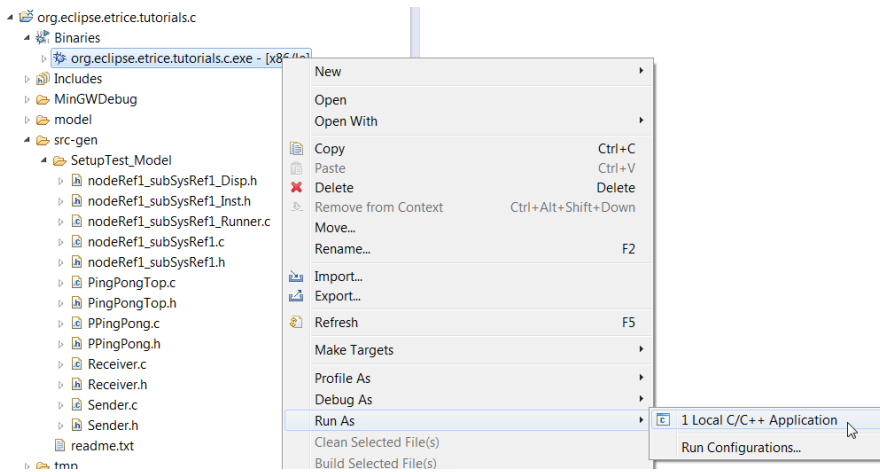 org.eclipse.etrice.tutorials.c
Binaries
org.eclipse.etrice.tutorials.c.exe - [x86/le]
Includes
MinGWDebug
model
src-gen
SetupTest_Model
nodeRef1_subSysRef1_Disp.h
nodeRef1_subSysRef1_Inst.h
nodeRef1_subSysRef1_Runner.c
nodeRef1_subSysRef1.c
nodeRef1_subSysRef1.h
PingPongTop.c
PingPongTop.h
PPingPong.c
PPingPong.h
Receiver.c
Receiver.h
Sender.c
Sender.h
readme.txt
tmp
New
Open
Open With
Copy Ctrl+C
Paste Ctrl+V
Delete Delete
Remove from Context Ctrl+Alt+Shift+Down
Move...
Rename... F2
Import...
Export...
Refresh F5
Make Targets
Profile As
Debug As
Run As
Clean Selected File(s)
Build Selected File(s)
1 Local C/C++ Application
Run Configurations...